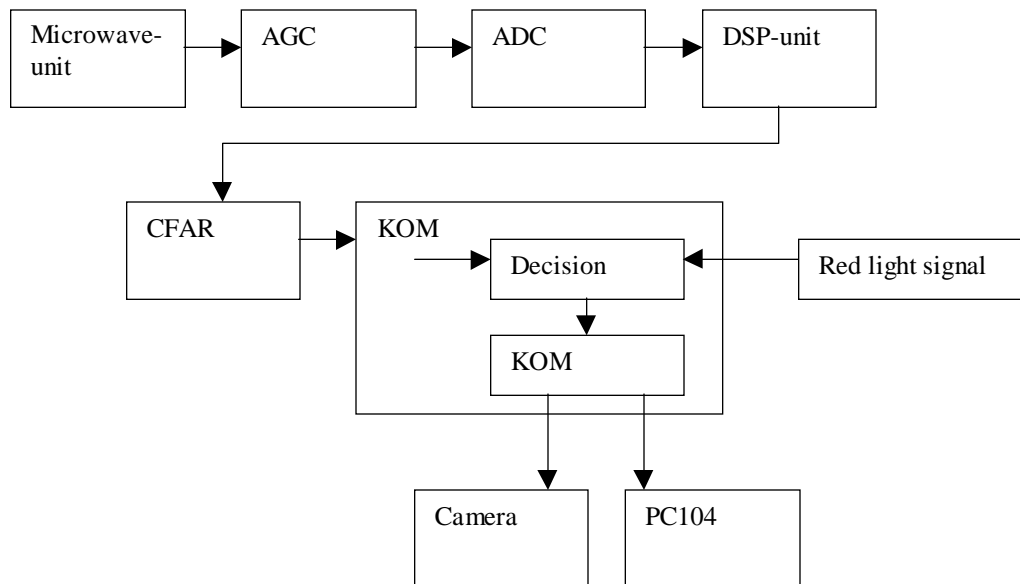 Microwave-
unit
AGC
ADC
DSP-unit
CFAR
KOM
Decision
Red light signal
KOM
Camera
PC104